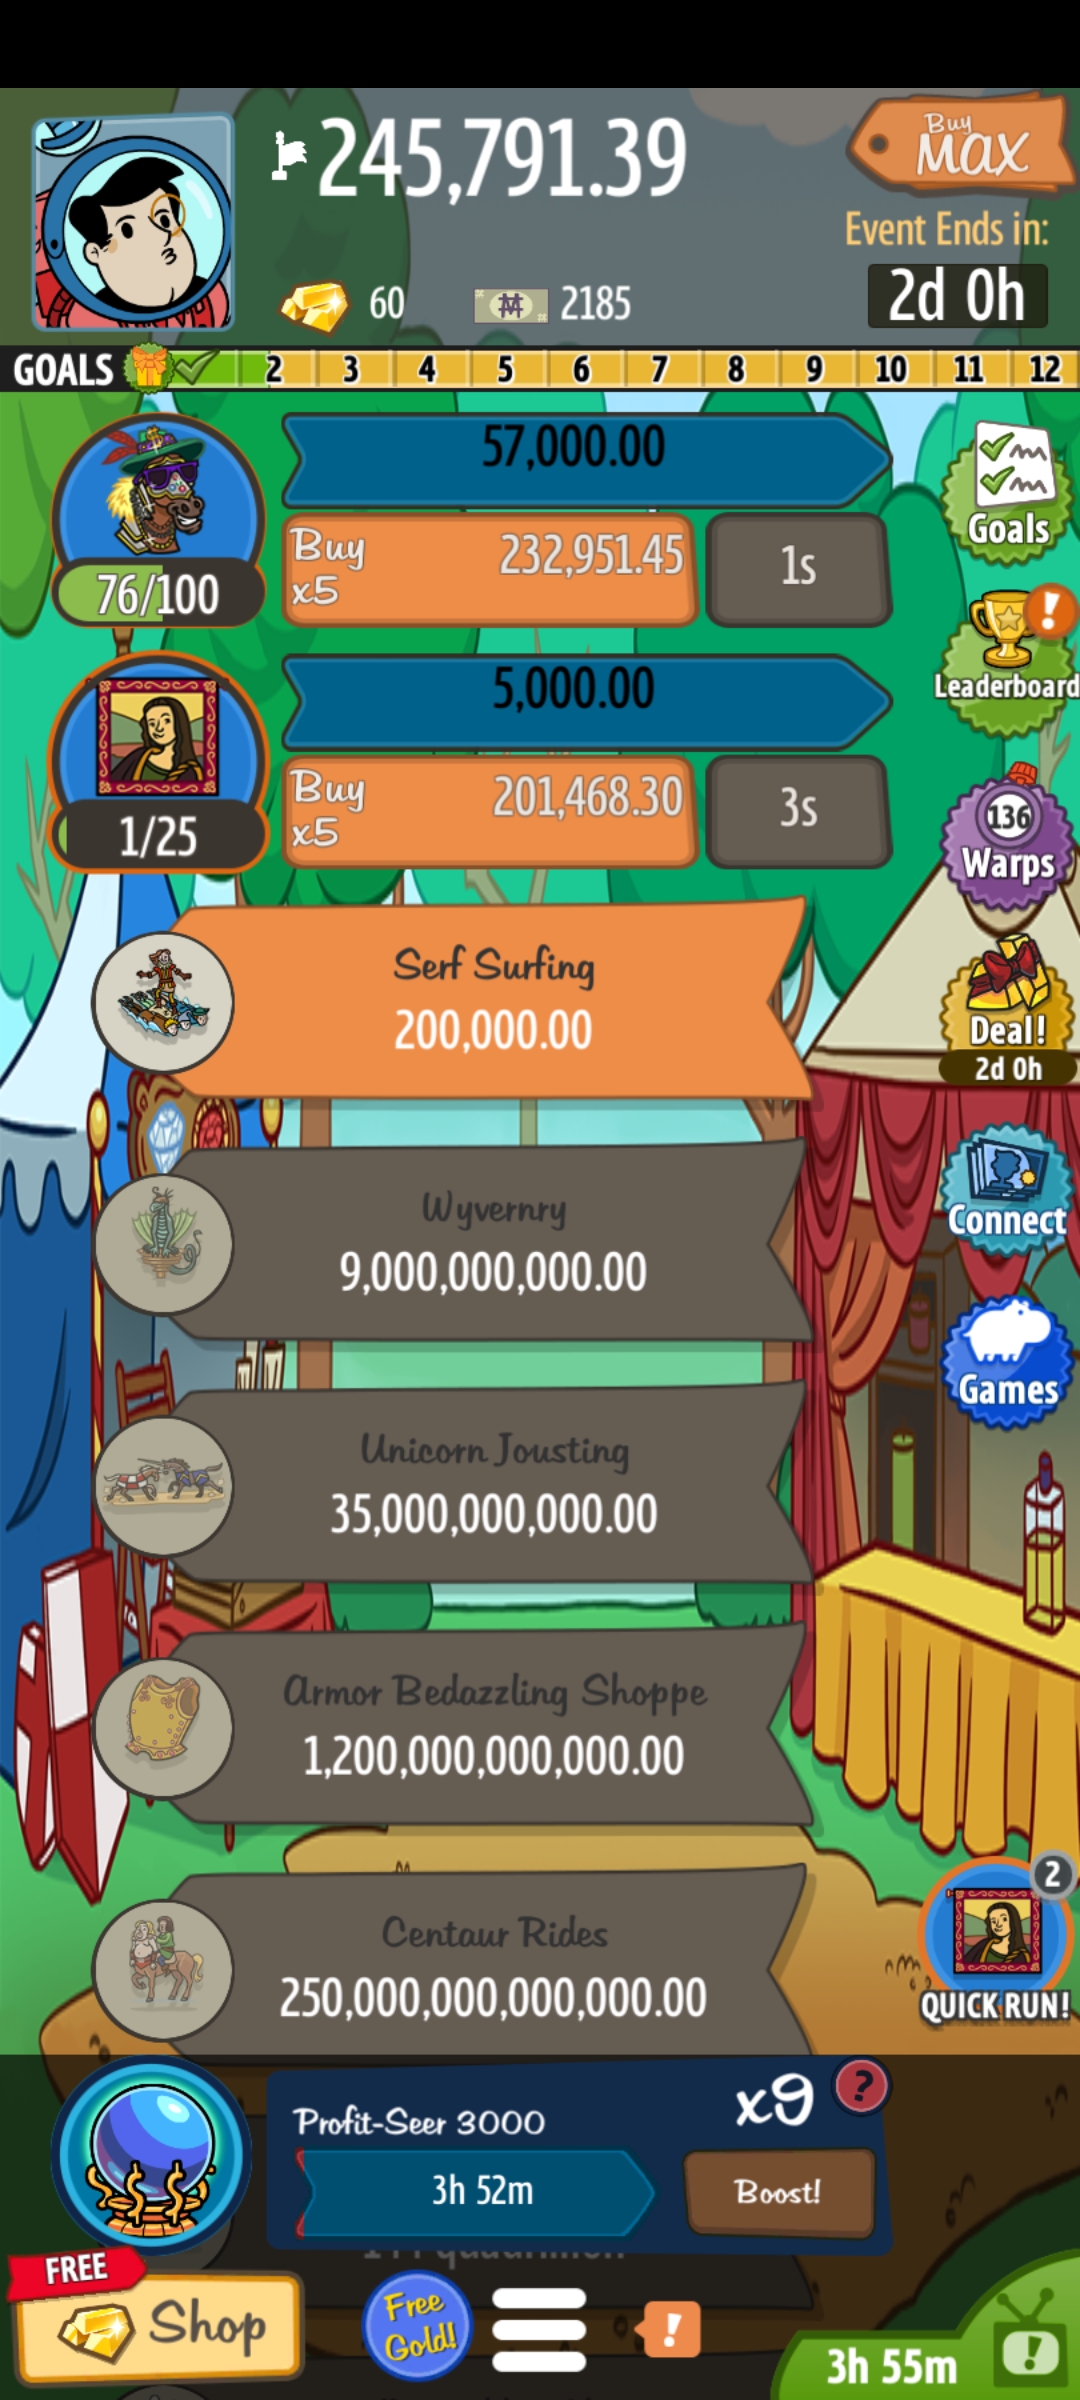 245,791.39
Buy
MAX
Event Ends in:
2d 0h
60
2185
GOALS 2 3 4 5 6 7 8 9 10 11 12
57,000.00
Buy
x5
232,951.45
1s
76/100
Goals
!
Leaderboard
5,000.00
Buy
x5
201,468.30
3s
1/25
136
Warps
Serf Surfing
200,000.00
Deal!
2d 0h
Wyvernry
9,000,000,000.00
Connect
Unicorn Jousting
35,000,000,000.00
Games
Armor Bedazzling Shoppe
1,200,000,000,000.00
Centaur Rides
250,000,000,000,000.00
2
QUICK RUN!
Profit-Seer 3000
x9
?
3h 52m
Boost!
FREE
Shop
Free
Gold!
!
3h 55m
!